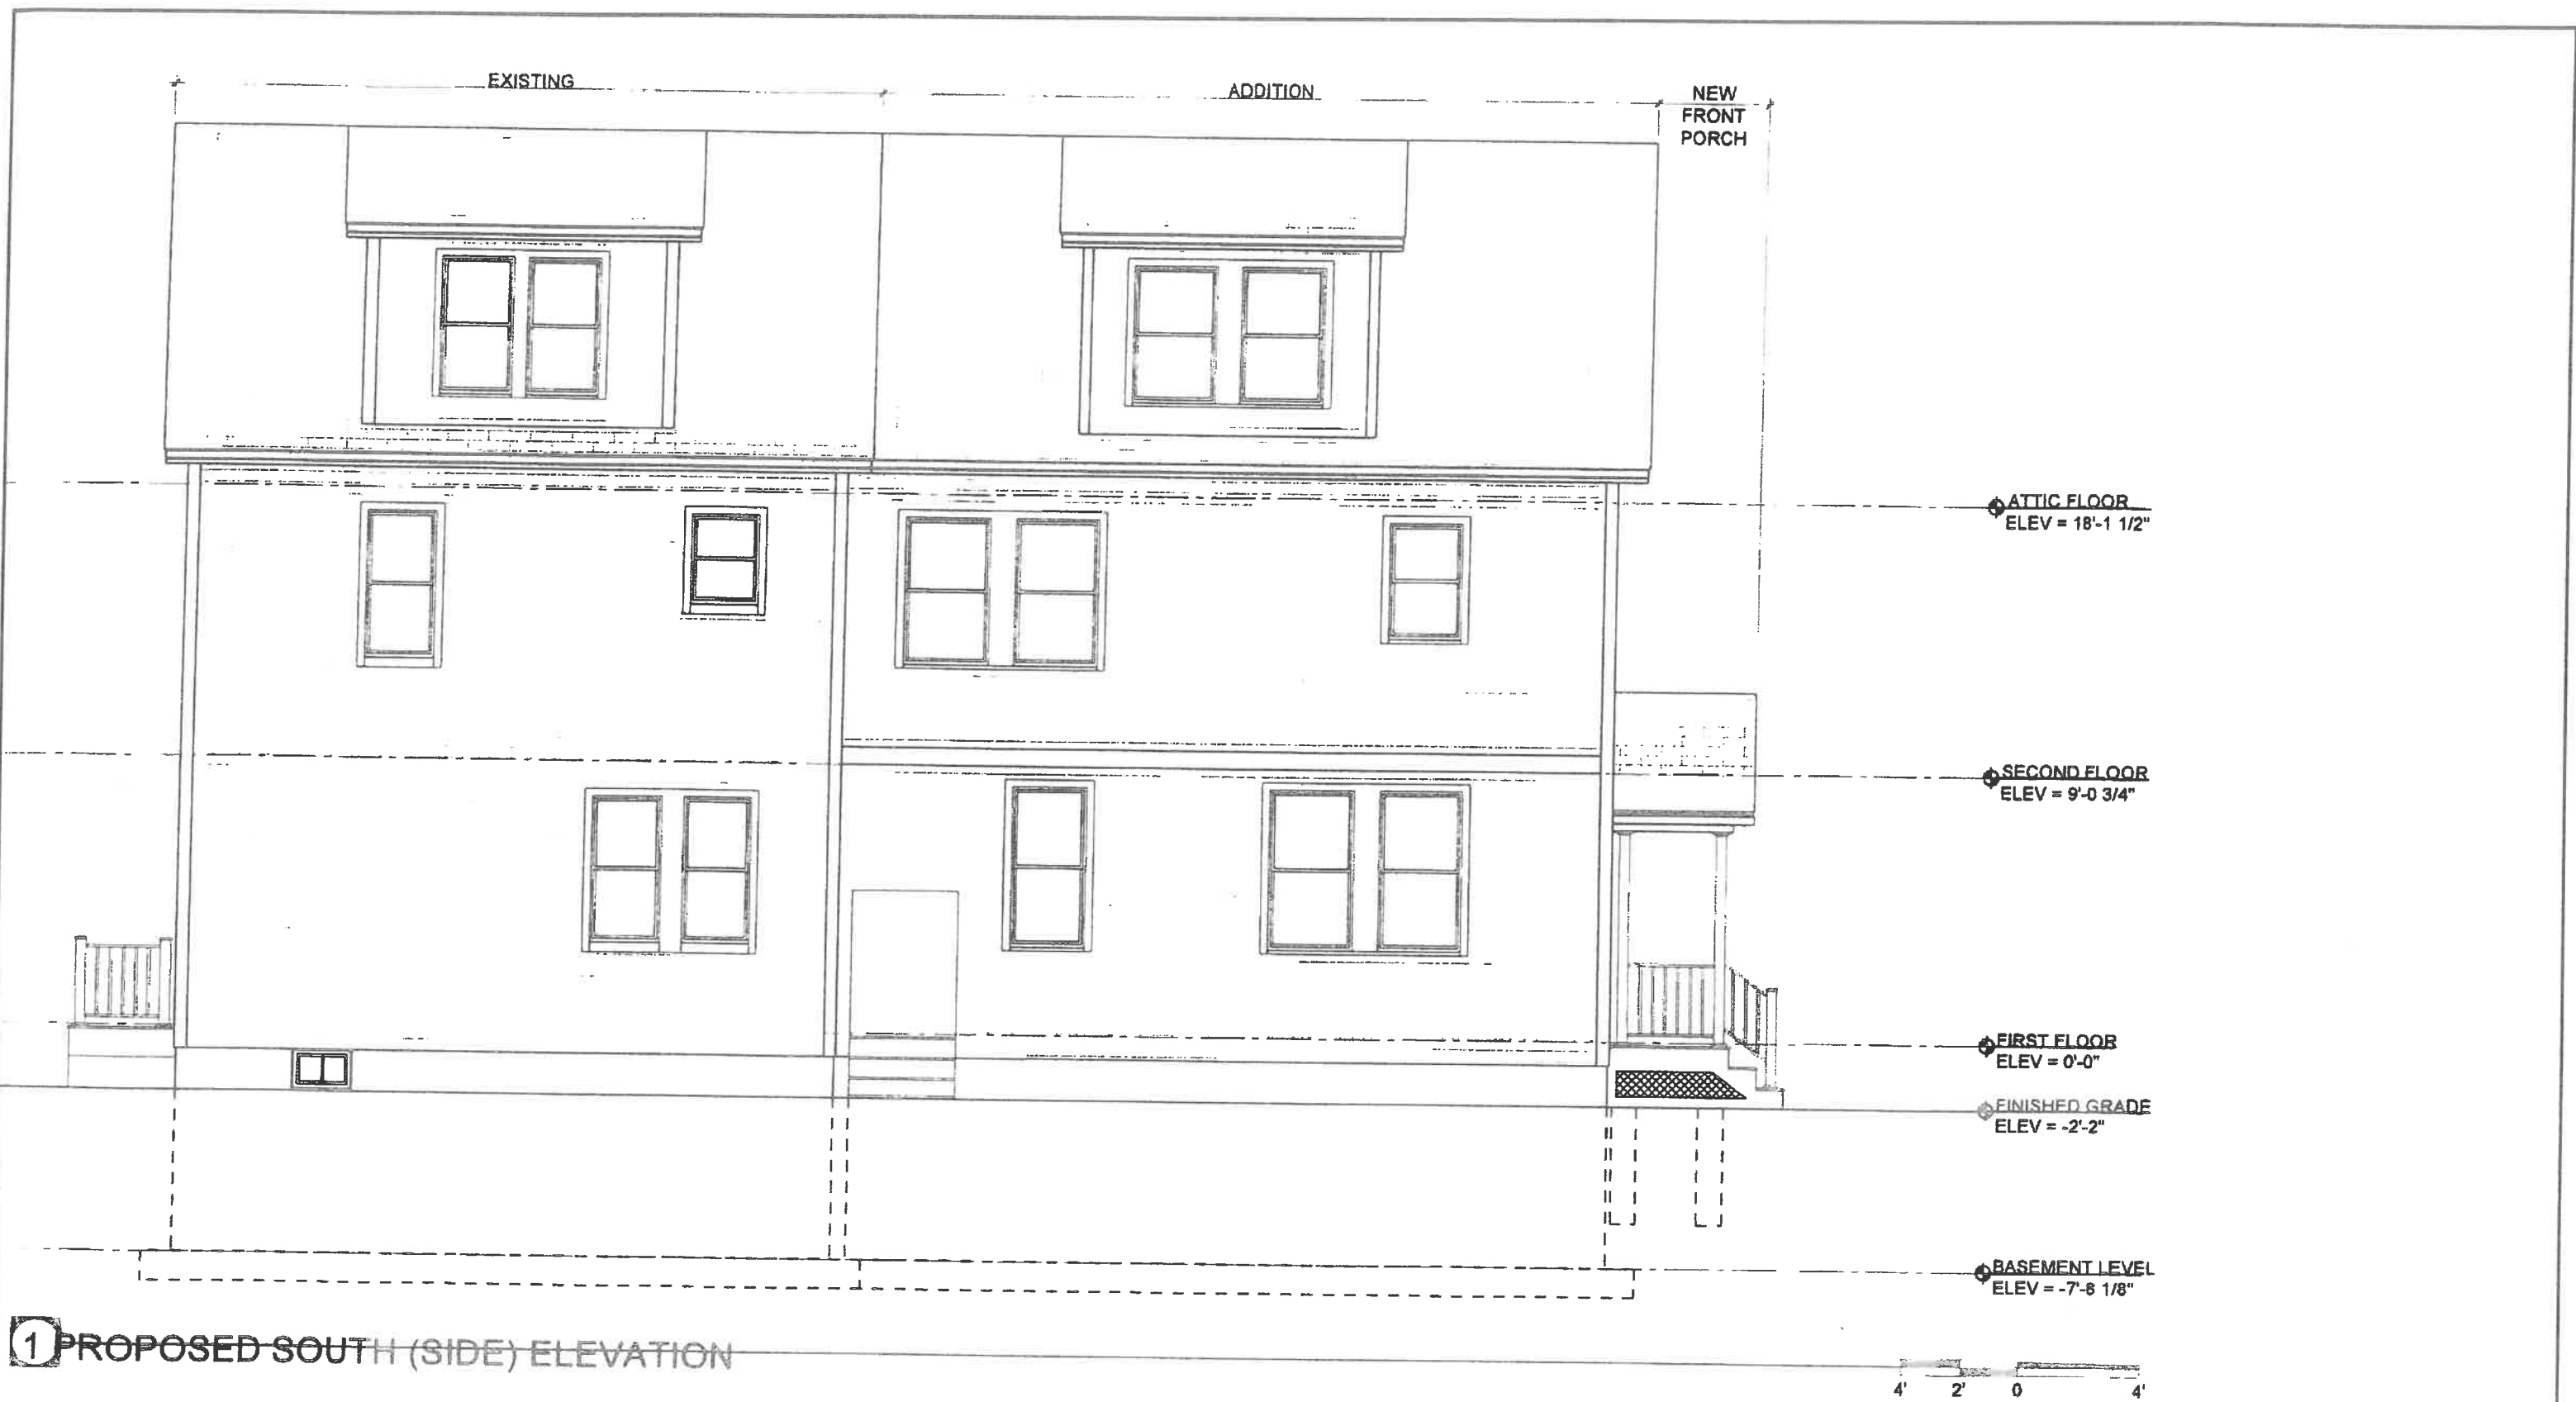 EXISTING
ADDITION
NEW
FRONT
PORCH
ATTIC FLOOR
ELEV = 18'-1 1/2"
SECOND FLOOR
ELEV = 9'-0 3/4"
FIRST FLOOR
ELEV = 0'-0"
FINISHED GRADE
ELEV = -2'-2"
BASEMENT LEVEL
ELEV = -7'-8 1/8"
1 PROPOSED SOUTH (SIDE) ELEVATION
4' 2' 0 4'